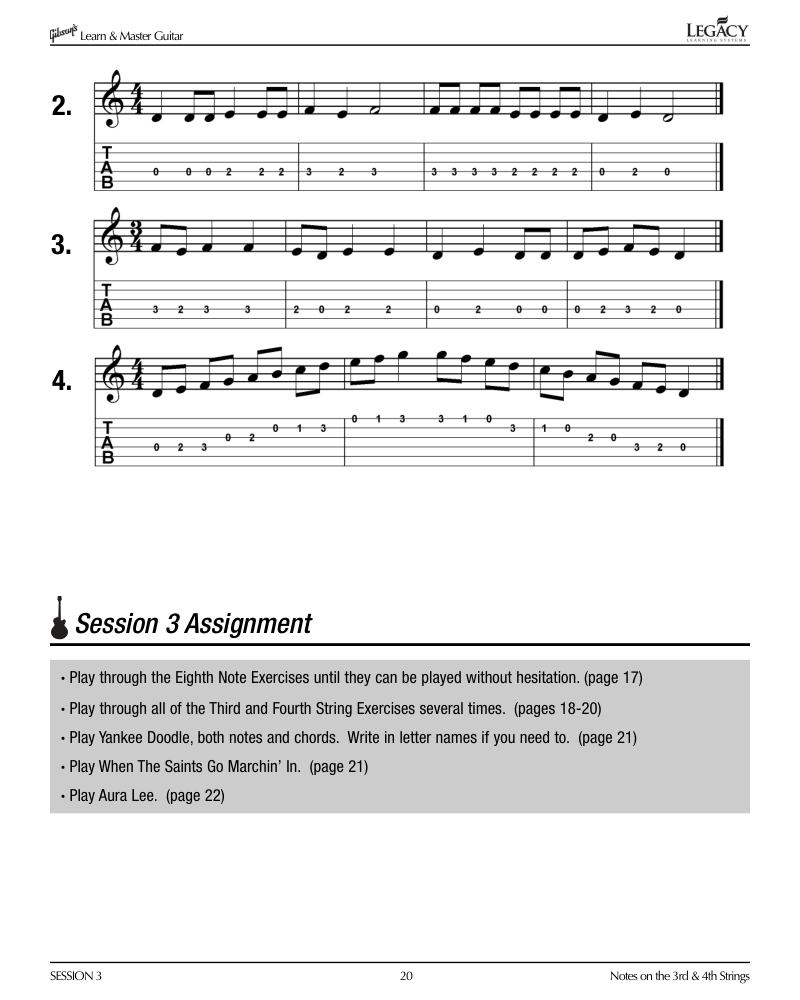 Gibson's Learn & Master Guitar
LEGACY
LEARNING SYSTEMS
2.
4
4
T
A
B
0 0 0 2 2 2 3 2 3 3 3 3 3 2 2 2 2 0 2 0
3.
3
4
T
A
B
3 2 3 3 2 0 2 2 0 2 0 0 0 2 3 2 0
4.
4
4
T
A
B
0 2 3 0 2 0 1 3 0 1 3 3 1 0 3 1 0 2 0 3 2 0
Session 3 Assignment
• Play through the Eighth Note Exercises until they can be played without hesitation. (page 17)
• Play through all of the Third and Fourth String Exercises several times. (pages 18-20)
• Play Yankee Doodle, both notes and chords. Write in letter names if you need to. (page 21)
• Play When The Saints Go Marchin' In. (page 21)
• Play Aura Lee. (page 22)
SESSION 3 20 Notes on the 3rd & 4th Strings